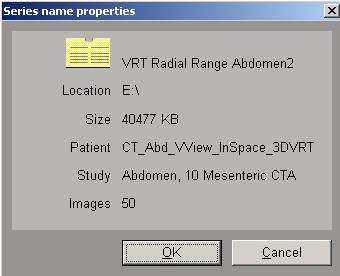 Series name properties
VRT Radial Range Abdomen2
Location E:\
Size 40477 KB
Patient CT_Abd_VView_InSpace_3DVRT
Study Abdomen, 10 Mesenteric CTA
Images 50
OK Cancel